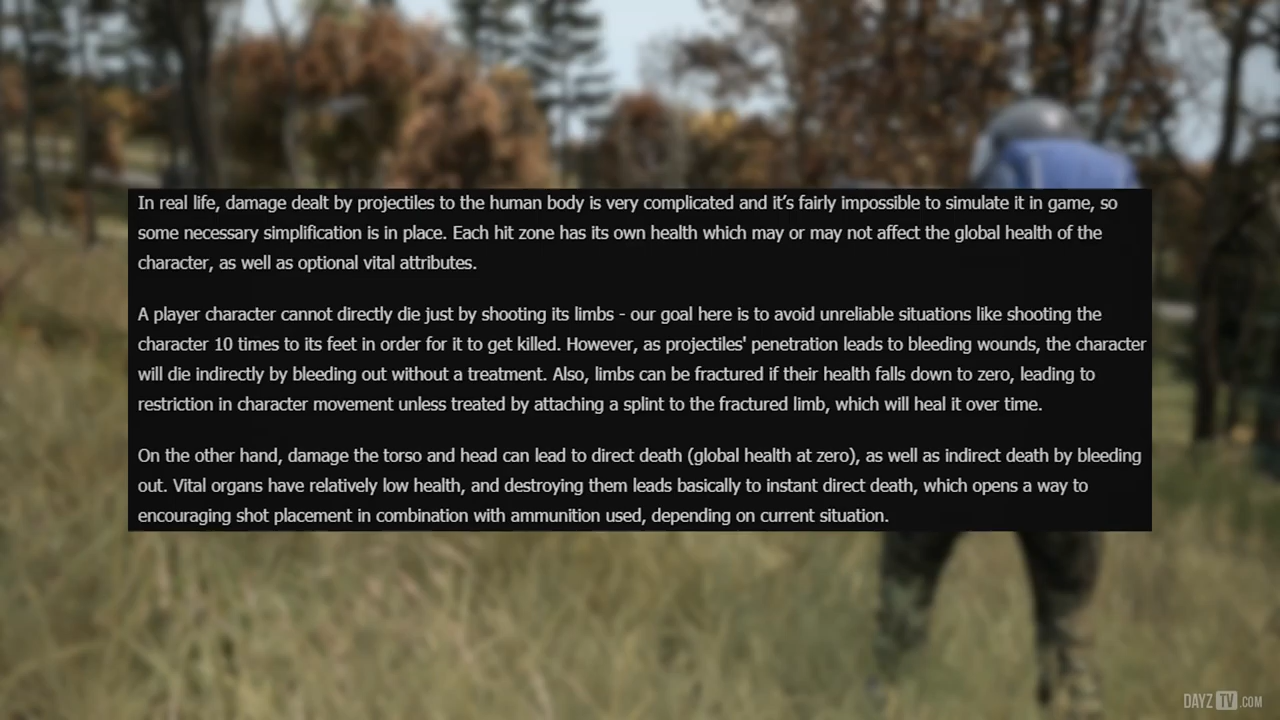 In real life, damage dealt by projectiles to the human body is very complicated and it’s fairly impossible to simulate it in game, so
some necessary simplification is in place. Each hit zone has its own health which may or may not affect the global health of the
character, as well as optional vital attributes.
A player character cannot directly die just by shooting its limbs - our goal here is to avoid unreliable situations like shooting the
character 10 times to its feet in order for it to get killed. However, as projectiles' penetration leads to bleeding wounds, the character
will die indirectly by bleeding out without a treatment. Also, limbs can be fractured if their health falls down to zero, leading to
restriction in character movement unless treated by attaching a splint to the fractured limb, which will heal it over time.
On the other hand, damage the torso and head can lead to direct death (global health at zero), as well as indirect death by bleeding
out. Vital organs have relatively low health, and destroying them leads basically to instant direct death, which opens a way to
encouraging shot placement in combination with ammunition used, depending on current situation.
DAYZ TV .COM